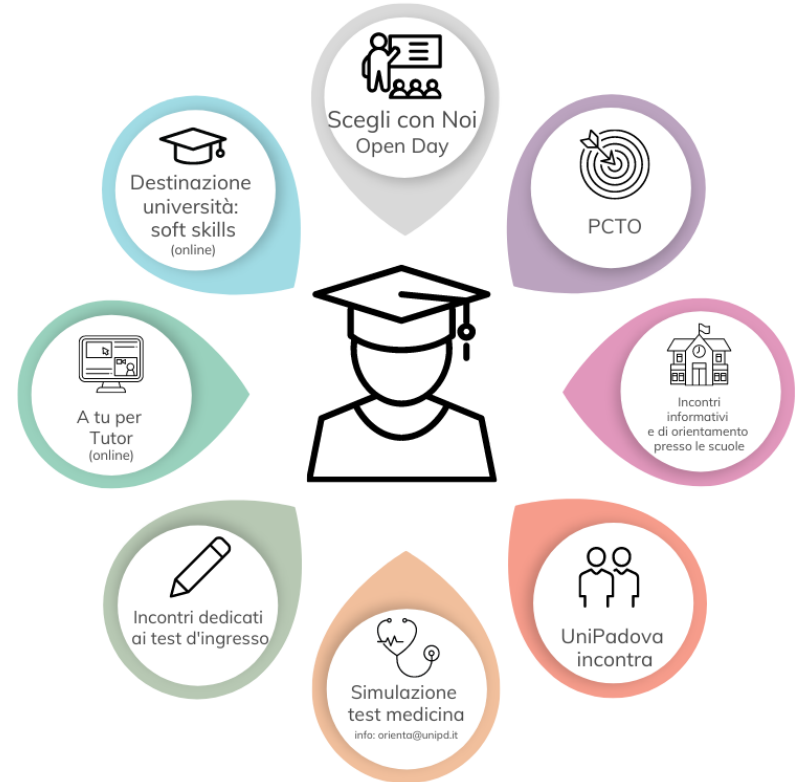 Scegli con Noi
Open Day
PCTO
Incontri
informativi
e di orientamento
presso le scuole
UniPadova
incontra
Simulazione
test medicina
info: orienta@unipd.it
Incontri dedicati
ai test d'ingresso
A tu per
Tutor
(online)
Destinazione
università:
soft skills
(online)